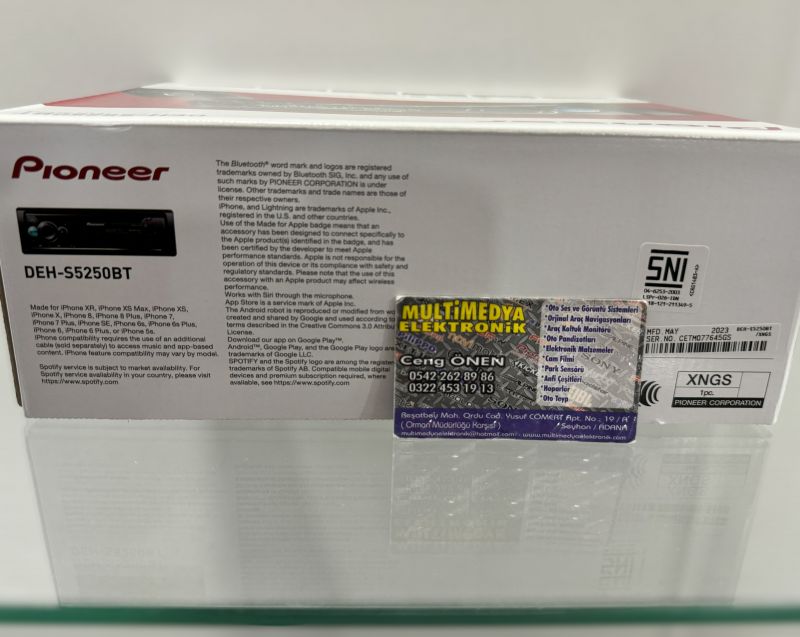 Pioneer
DEH-S5250BT
Made for iPhone XR, iPhone XS Max, iPhone XS,
iPhone X, iPhone 8, iPhone 8 Plus, iPhone 7,
iPhone 7 Plus, iPhone SE, iPhone 6s, iPhone 6s Plus,
iPhone 6, iPhone 6 Plus, or iPhone 5s.
iPhone compatibility requires the use of an additional
cable (sold separately) to access music and app-based
content. iPhone feature compatibility may vary by model.
Spotify service is subject to market availability. For
Spotify service availability in your country, please visit
https://www.spotify.com
The Bluetooth® word mark and logos are registered
trademarks owned by Bluetooth SIG, Inc. and any use of
such marks by PIONEER CORPORATION is under
license. Other trademarks and trade names are those of
their respective owners.
iPhone, and Lightning are trademarks of Apple Inc.,
registered in the U.S. and other countries.
Use of the Made for Apple badge means that an
accessory has been designed to connect specifically to
the Apple product(s) identified in the badge, and has
been certified by the developer to meet Apple
performance standards. Apple is not responsible for the
operation of this device or its compliance with safety and
regulatory standards. Please note that the use of this
accessory with an Apple product may affect wireless
performance.
Works with Siri through the microphone.
App Store is a service mark of Apple Inc.
The Android robot is reproduced or modified from
created and shared by Google and used according to
terms described in the Creative Commons 3.0
Download our app on Google Play™.
Android™, Google Play, and the Google Play logo are
trademarks of Google LLC.
SPOTIFY and the Spotify logo are among the registered
trademarks of Spotify AB. Compatible mobile digital
devices and premium subscription required, where
available, see https://www.spotify.com
MULTİMEDYA
ELEKTRONİK
Ceng ÖNEN
0542 262 89 86
0322 453 19 13
*Oto Ses ve Görüntü Sistemleri
*Orjinal Araç Navigasyonları
*Araç Koltuk Monitörü
*Oto Pandizotları
*Elektronik Malzemeler
*Cam Filmi
*Park Sensörü
*Anfi Çeşitleri
*Hoparlör
*Oto Teyp
Reşatbey Mah. Ordu Cad. Yusuf COMERT Apt. No : 19 / A
( Orman Müdürlüğü Karşısı ) Seyhan / ADANA
multimedyaelektronik@hotmail.com - www.multimedyaelektronik.com
SNI
04-6253-2003
LSPr-026-IDN
MFD. MAY 2023 DEH-S5250BT
/XNGS
SER. NO. CETM077645GS
XNGS
1pc.
PIONEER CORPORATION